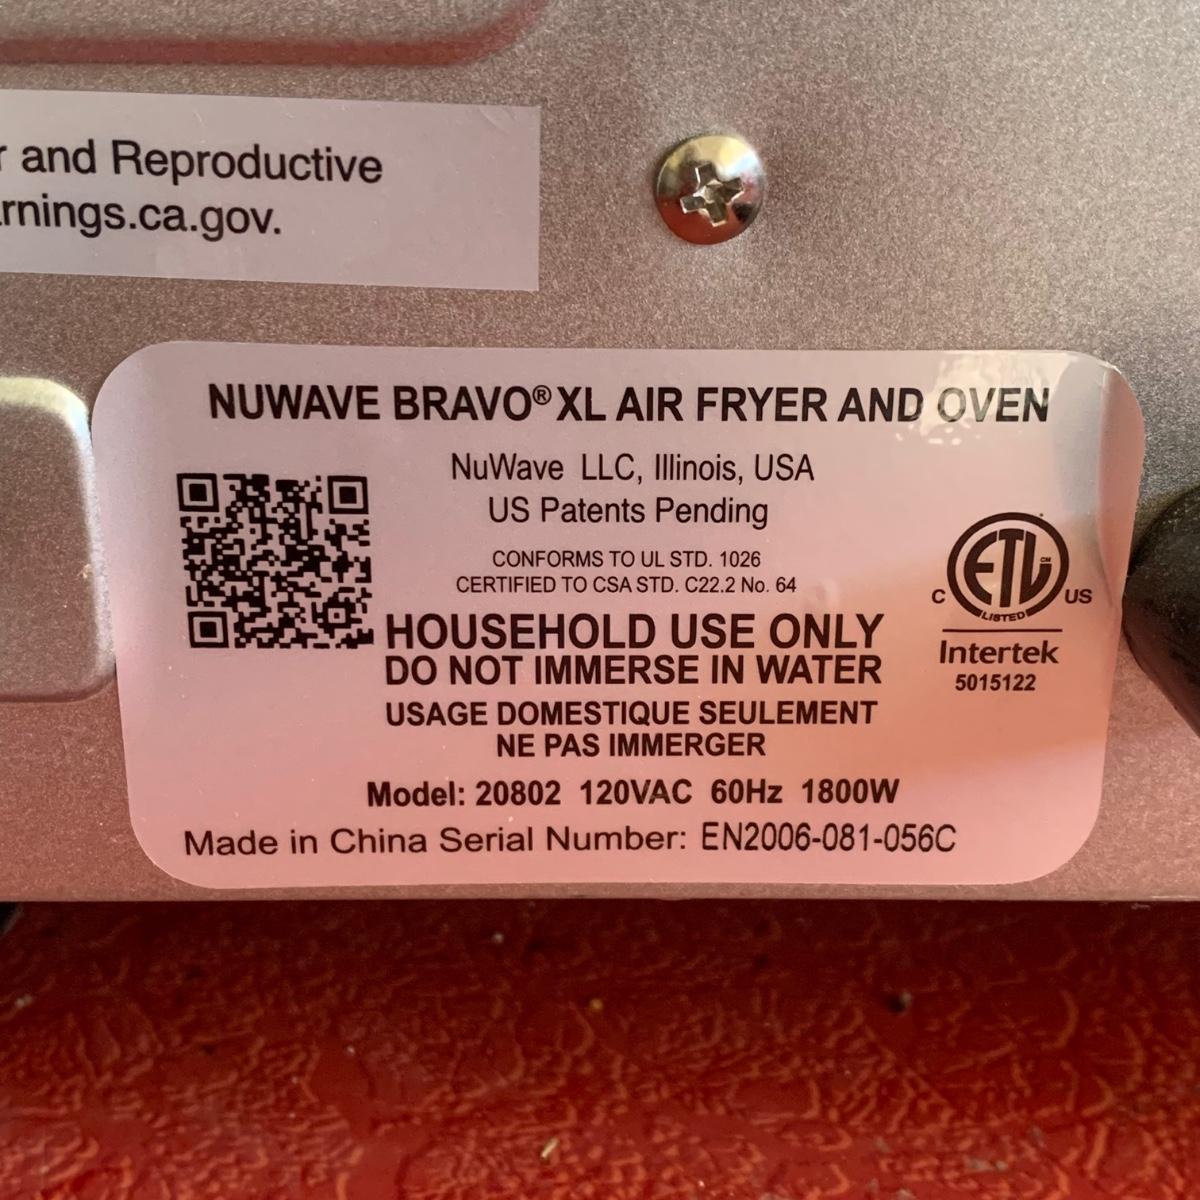 and Reproductive
rnings.ca.gov.
NUWAVE BRAVO® XL AIR FRYER AND OVEN
NuWave LLC, Illinois, USA
US Patents Pending
CONFORMS TO UL STD. 1026
CERTIFIED TO CSA STD. C22.2 No. 64
ETL CM
C US
LISTED
Intertek
5015122
HOUSEHOLD USE ONLY
DO NOT IMMERSE IN WATER
USAGE DOMESTIQUE SEULEMENT
NE PAS IMMERGER
Model: 20802 120VAC 60Hz 1800W
Made in China Serial Number: EN2006-081-056C